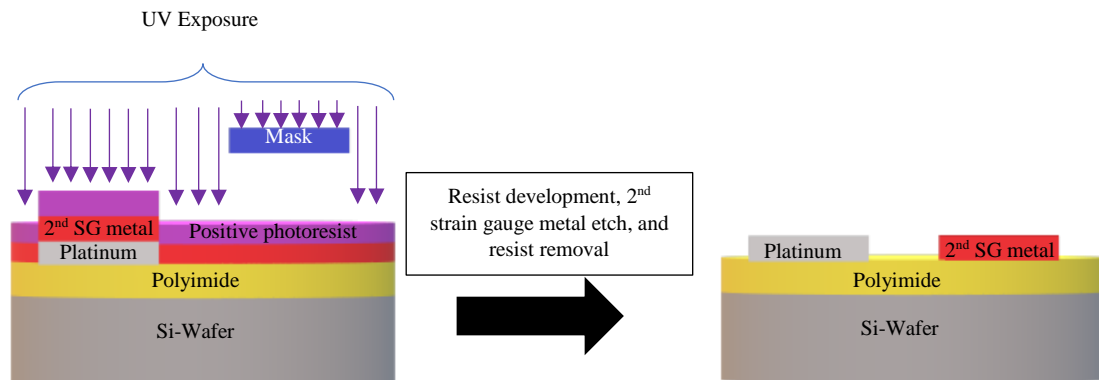 UV Exposure
Mask
2nd SG metal
Positive photoresist
Platinum
Polyimide
Si-Wafer
Resist development, 2nd
strain gauge metal etch, and
resist removal
Platinum
2nd SG metal
Polyimide
Si-Wafer